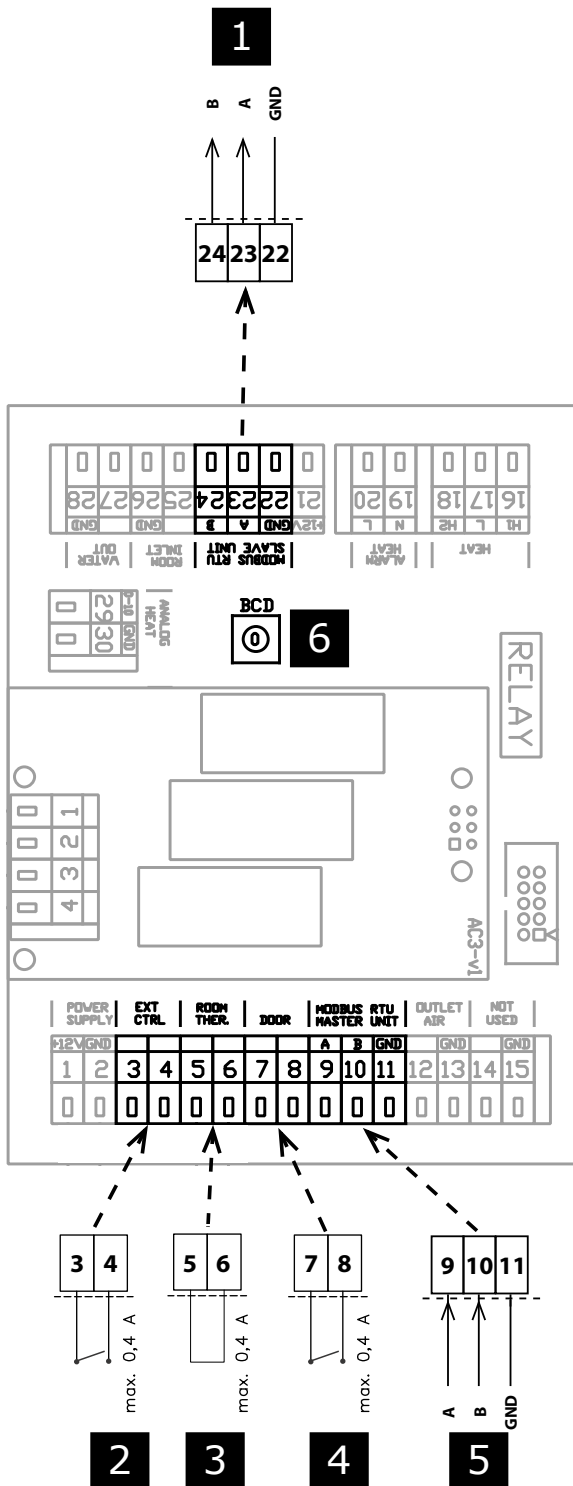 1
B A GND
24 23 22
28 27 26 25 24 23 22 21 20 19 18 17 16
GND GND B A GND +12V L N H2 L H1
WATER OUT
ROOM INLET
MODBUS RTU SLAVE UNIT
ALARM HEAT
HEAT
29 30
0-10 GND
ANALOG HEAT
BCD
0
6
RELAY
1
2
3
4
AC3-v1
POWER SUPPLY
EXT CTRL
ROOM THER.
DOOR
MODBUS RTU MASTER UNIT
OUTLET AIR
NOT USED
+12V GND A B GND GND GND
1 2 3 4 5 6 7 8 9 10 11 12 13 14 15
3 4
max. 0,4 A
5 6
max. 0,4 A
7 8
max. 0,4 A
9 10 11
A B GND
2 3 4 5